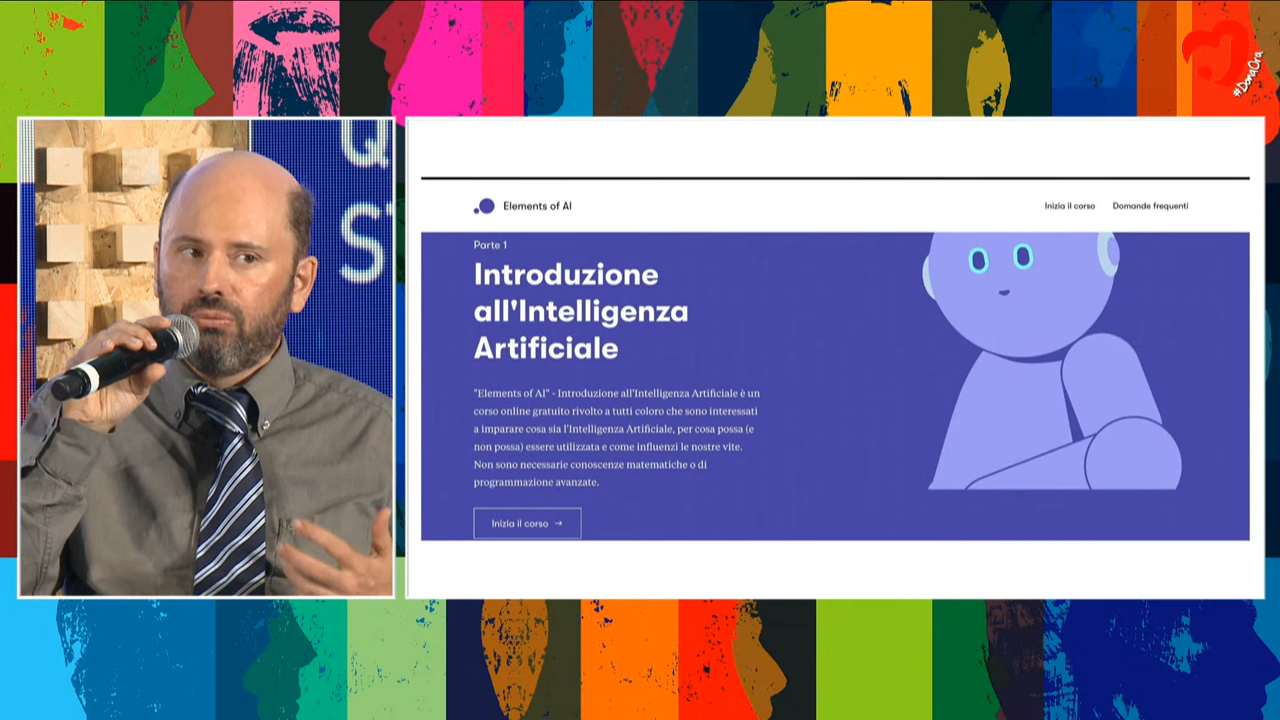 #DonaOra
Q
S
Elements of AI
Inizia il corso
Domande frequenti
Parte 1
Introduzione
all'Intelligenza
Artificiale
"Elements of AI" - Introduzione all'Intelligenza Artificiale è un
corso online gratuito rivolto a tutti coloro che sono interessati
a imparare cosa sia l'Intelligenza Artificiale, per cosa possa (e
non possa) essere utilizzata e come influenzi le nostre vite.
Non sono necessarie conoscenze matematiche o di
programmazione avanzate.
Inizia il corso →